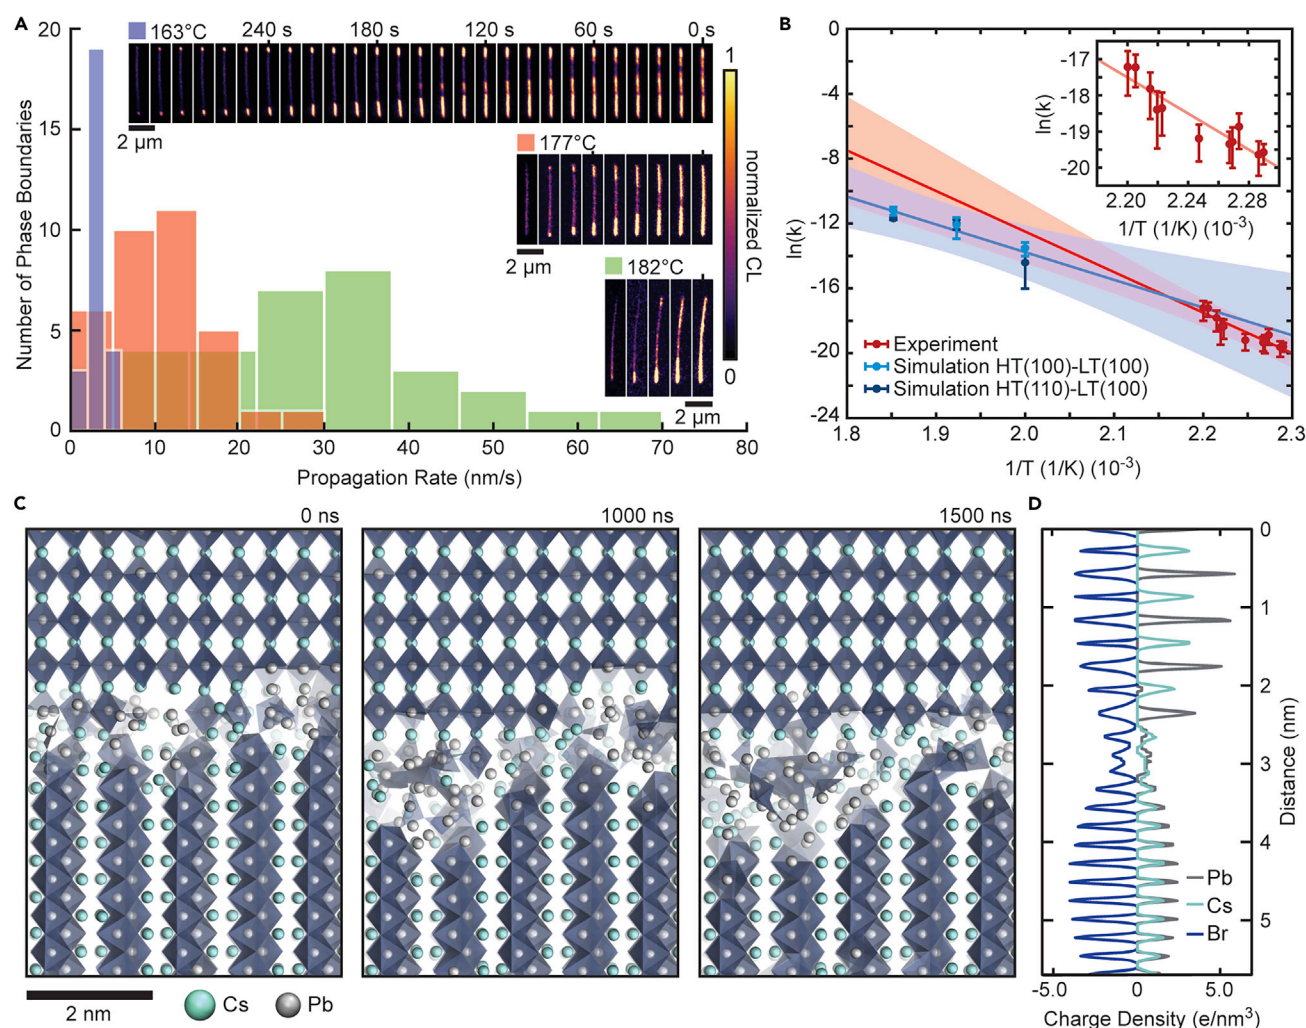 A
20
15
10
5
0
Number of Phase Boundaries
163°C
240 s
180 s
120 s
60 s
0 s
2 µm
177°C
2 µm
182°C
2 µm
1
normalized CL
0
0
10
20
30
40
50
60
70
80
Propagation Rate (nm/s)
B
0
-4
-8
-12
-16
-20
-24
ln(k)
-17
-18
-19
-20
ln(k)
2.20
2.24
2.28
1/T (1/K) (10⁻³)
Experiment
Simulation HT(100)-LT(100)
Simulation HT(110)-LT(100)
1.8
1.9
2.0
2.1
2.2
2.3
1/T (1/K) (10⁻³)
C
0 ns
1000 ns
1500 ns
2 nm
Cs
Pb
D
0
1
2
3
4
5
Distance (nm)
Pb
Cs
Br
-5.0
0
5.0
Charge Density (e/nm³)